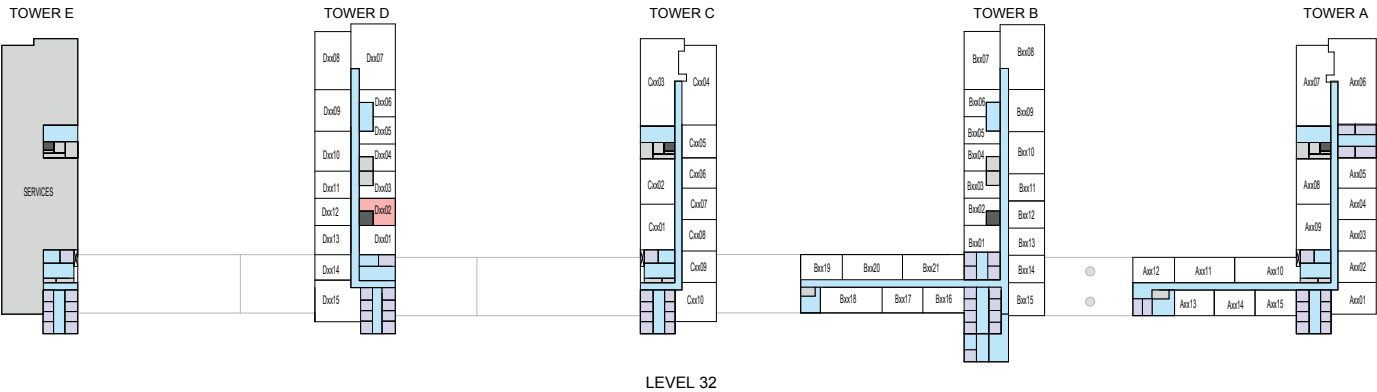 TOWER E
TOWER D
TOWER C
TOWER B
TOWER A
SERVICES
Dxx08
Dxx07
Dxx09
Dxx06
Dxx05
Dxx10
Dxx04
Dxx11
Dxx03
Dxx12
Dxx02
Dxx13
Dxx01
Dxx14
Dxx15
Cxx03
Cxx04
Cxx05
Cxx02
Cxx06
Cxx07
Cxx01
Cxx08
Cxx09
Cxx10
Bxx07
Bxx08
Bxx06
Bxx09
Bxx05
Bxx04
Bxx10
Bxx03
Bxx11
Bxx02
Bxx12
Bxx01
Bxx13
Bxx19
Bxx20
Bxx21
Bxx14
Bxx18
Bxx17
Bxx16
Bxx15
Axx07
Axx06
Axx08
Axx05
Axx04
Axx09
Axx03
Axx12
Axx11
Axx10
Axx02
Axx13
Axx14
Axx15
Axx01
LEVEL 32